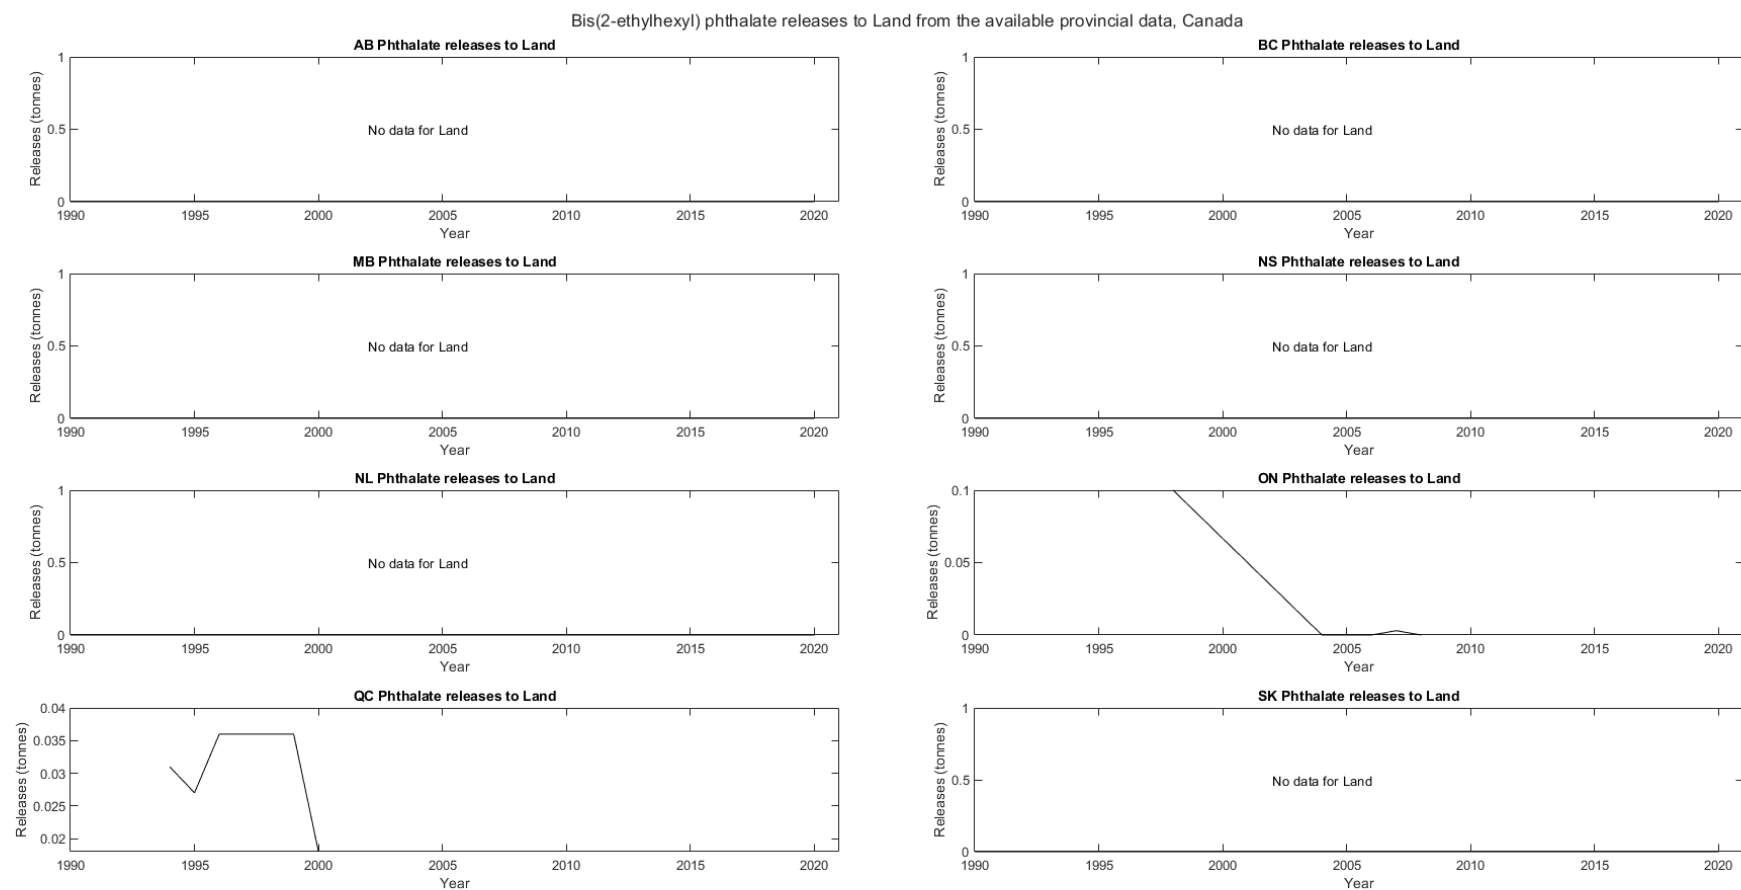 Bis(2-ethylhexyl) phthalate releases to Land from the available provincial data, Canada
AB Phthalate releases to Land
Releases (tonnes)
1
0.5
0
No data for Land
1990 1995 2000 2005 2010 2015 2020
Year
BC Phthalate releases to Land
Releases (tonnes)
1
0.5
0
No data for Land
1990 1995 2000 2005 2010 2015 2020
Year
MB Phthalate releases to Land
Releases (tonnes)
1
0.5
0
No data for Land
1990 1995 2000 2005 2010 2015 2020
Year
NS Phthalate releases to Land
Releases (tonnes)
1
0.5
0
No data for Land
1990 1995 2000 2005 2010 2015 2020
Year
NL Phthalate releases to Land
Releases (tonnes)
1
0.5
0
No data for Land
1990 1995 2000 2005 2010 2015 2020
Year
ON Phthalate releases to Land
Releases (tonnes)
0.1
0.05
0
1990 1995 2000 2005 2010 2015 2020
Year
QC Phthalate releases to Land
Releases (tonnes)
0.04
0.035
0.03
0.025
0.02
1990 1995 2000 2005 2010 2015 2020
Year
SK Phthalate releases to Land
Releases (tonnes)
1
0.5
0
No data for Land
1990 1995 2000 2005 2010 2015 2020
Year